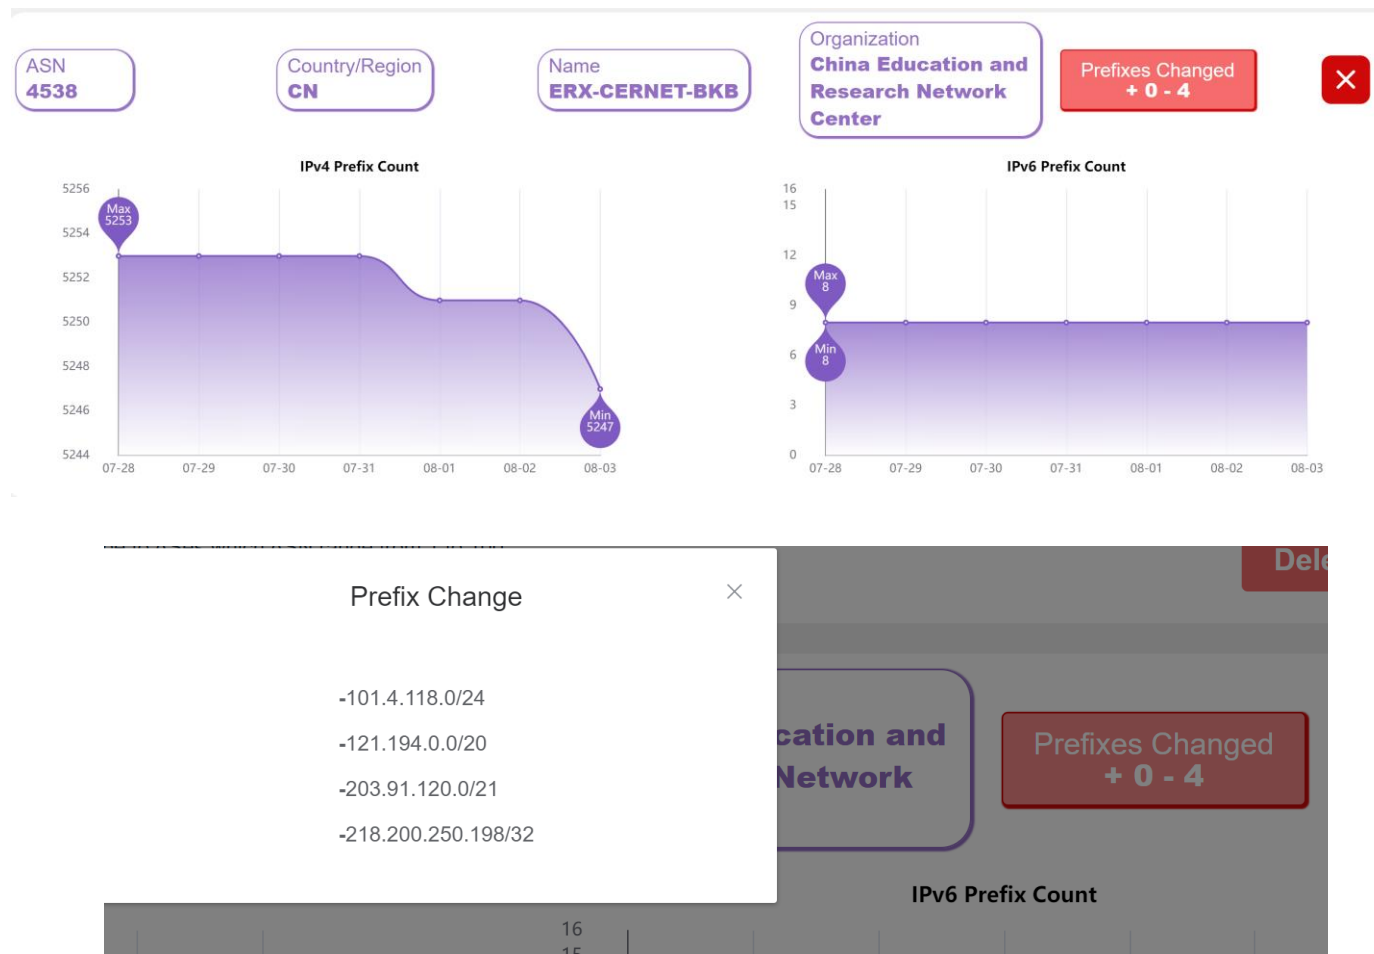 ASN
4538
Country/Region
CN
Name
ERX-CERNET-BKB
Organization
China Education and
Research Network
Center
Prefixes Changed
+ 0 - 4
IPv4 Prefix Count
5256
5254
5252
5250
5248
5246
5244
Max
5253
Min
5247
07-28 07-29 07-30 07-31 08-01 08-02 08-03
IPv6 Prefix Count
16
15
12
9
6
3
0
Max
8
Min
8
07-28 07-29 07-30 07-31 08-01 08-02 08-03
Prefix Change
-101.4.118.0/24
-121.194.0.0/20
-203.91.120.0/21
-218.200.250.198/32
Dele
cation and
Network
Prefixes Changed
+ 0 - 4
IPv6 Prefix Count
16
15